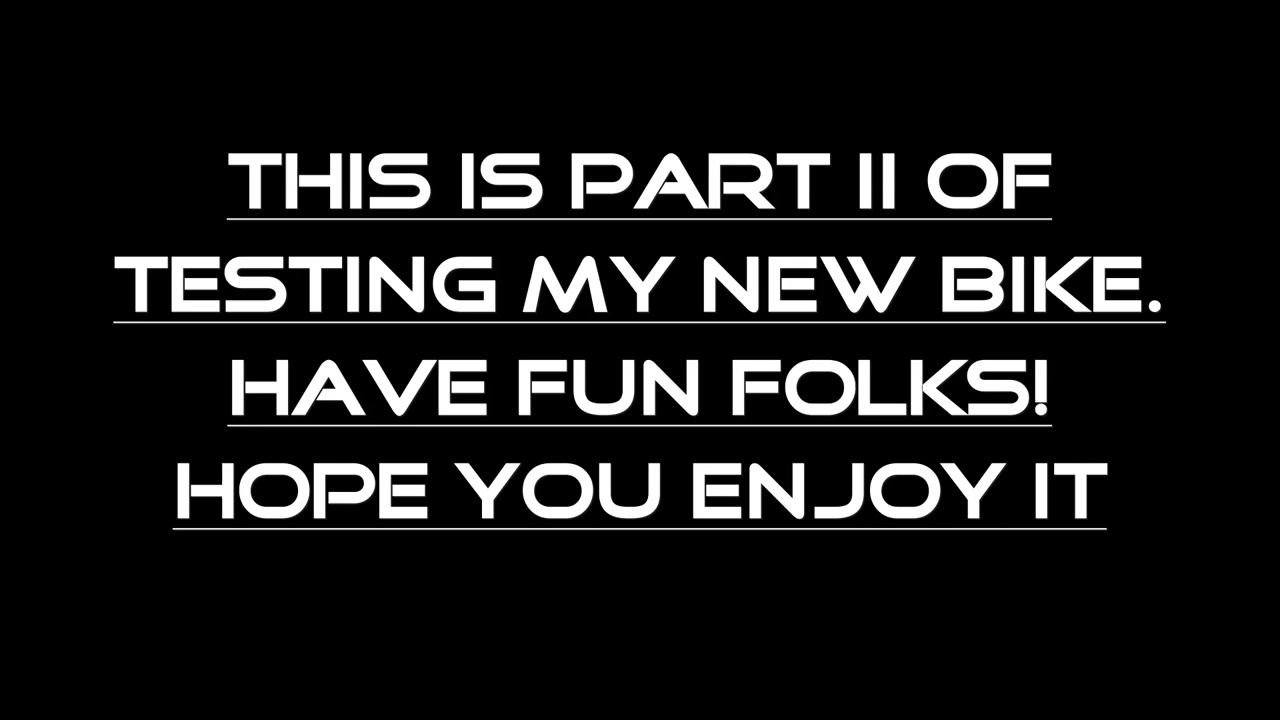 THIS IS PART II OF
TESTING MY NEW BIKE.
HAVE FUN FOLKS!
HOPE YOU ENJOY IT